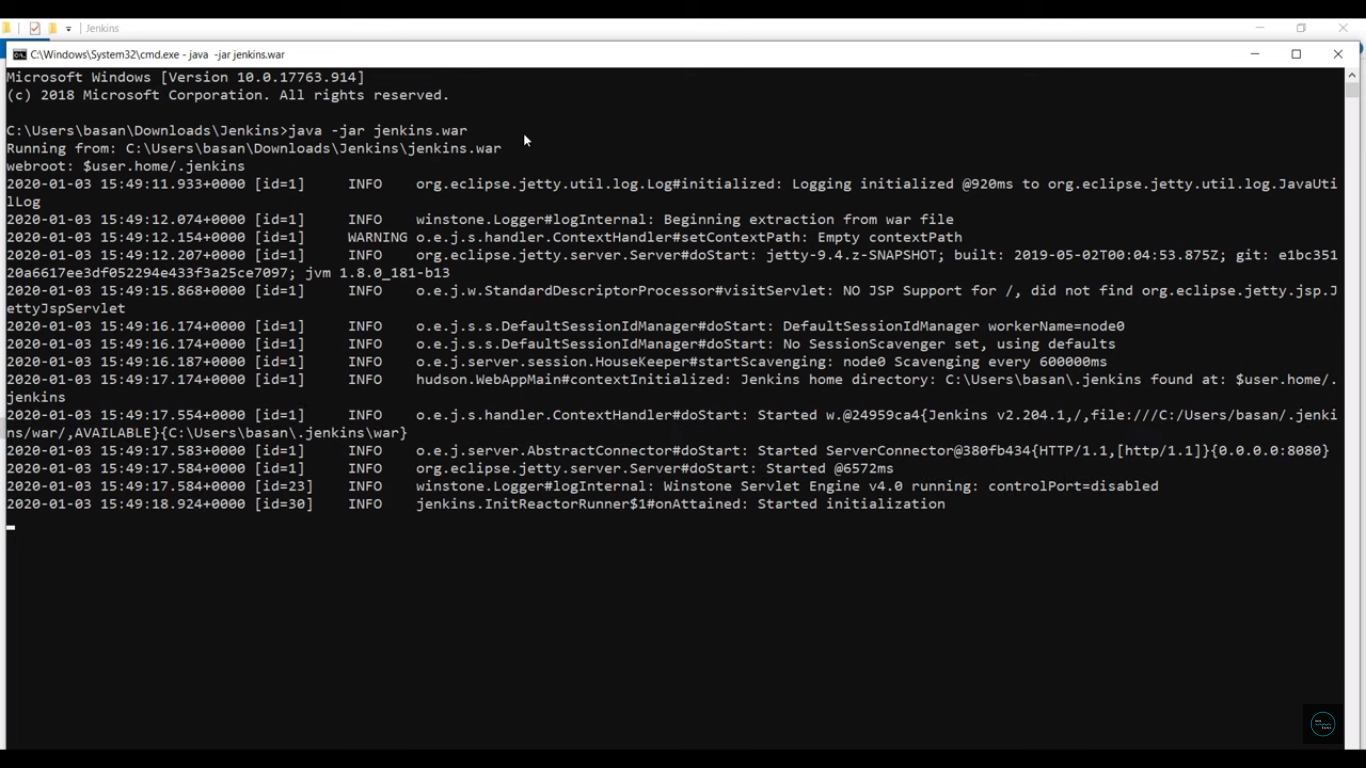 Jenkins
C:\Windows\System32\cmd.exe - java -jar jenkins.war
Microsoft Windows [Version 10.0.17763.914]
(c) 2018 Microsoft Corporation. All rights reserved.
C:\Users\basan\Downloads\Jenkins>java -jar jenkins.war
Running from: C:\Users\basan\Downloads\Jenkins\jenkins.war
webroot: $user.home/.jenkins
2020-01-03 15:49:11.933+0000 [id=1] INFO org.eclipse.jetty.util.log.Log#initialized: Logging initialized @920ms to org.eclipse.jetty.util.log.JavaUti
lLog
2020-01-03 15:49:12.074+0000 [id=1] INFO winstone.Logger#logInternal: Beginning extraction from war file
2020-01-03 15:49:12.154+0000 [id=1] WARNING o.e.j.s.handler.ContextHandler#setContextPath: Empty contextPath
2020-01-03 15:49:12.207+0000 [id=1] INFO org.eclipse.jetty.server.Server#doStart: jetty-9.4.z-SNAPSHOT; built: 2019-05-02T00:04:53.875Z; git: e1bc351
20a6617ee3df052294e433f3a25ce7097; jvm 1.8.0_181-b13
2020-01-03 15:49:15.868+0000 [id=1] INFO o.e.j.w.StandardDescriptorProcessor#visitServlet: NO JSP Support for /, did not find org.eclipse.jetty.jsp.J
ettyJspServlet
2020-01-03 15:49:16.174+0000 [id=1] INFO o.e.j.s.s.DefaultSessionIdManager#doStart: DefaultSessionIdManager workerName=node0
2020-01-03 15:49:16.174+0000 [id=1] INFO o.e.j.s.s.DefaultSessionIdManager#doStart: No SessionScavenger set, using defaults
2020-01-03 15:49:16.187+0000 [id=1] INFO o.e.j.server.session.HouseKeeper#startScavenging: node0 Scavenging every 600000ms
2020-01-03 15:49:17.174+0000 [id=1] INFO hudson.WebAppMain#contextInitialized: Jenkins home directory: C:\Users\basan\.jenkins found at: $user.home/.
jenkins
2020-01-03 15:49:17.554+0000 [id=1] INFO o.e.j.s.handler.ContextHandler#doStart: Started w.@24959ca4{Jenkins v2.204.1,/,file:///C:/Users/basan/.jenki
ns/war/,AVAILABLE}{C:\Users\basan\.jenkins\war}
2020-01-03 15:49:17.583+0000 [id=1] INFO o.e.j.server.AbstractConnector#doStart: Started ServerConnector@380fb434{HTTP/1.1,[http/1.1]}{0.0.0.0:8080}
2020-01-03 15:49:17.584+0000 [id=1] INFO org.eclipse.jetty.server.Server#doStart: Started @6572ms
2020-01-03 15:49:17.584+0000 [id=23] INFO winstone.Logger#logInternal: Winstone Servlet Engine v4.0 running: controlPort=disabled
2020-01-03 15:49:18.924+0000 [id=30] INFO jenkins.InitReactorRunner$1#onAttained: Started initialization